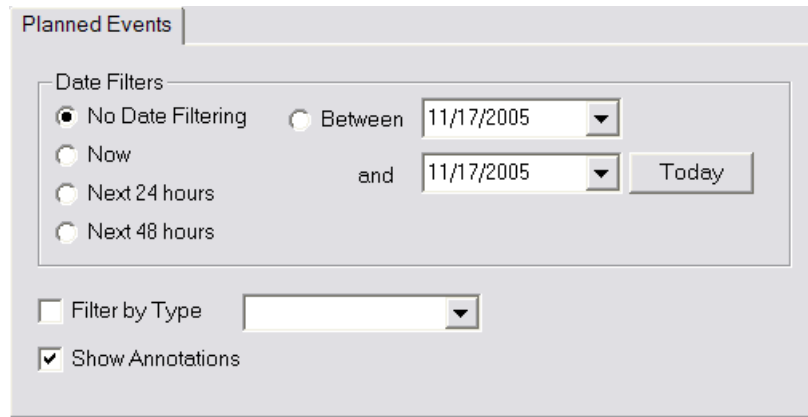 Planned Events
Date Filters
No Date Filtering
Between 11/17/2005
Now
and 11/17/2005 Today
Next 24 hours
Next 48 hours
Filter by Type
Show Annotations